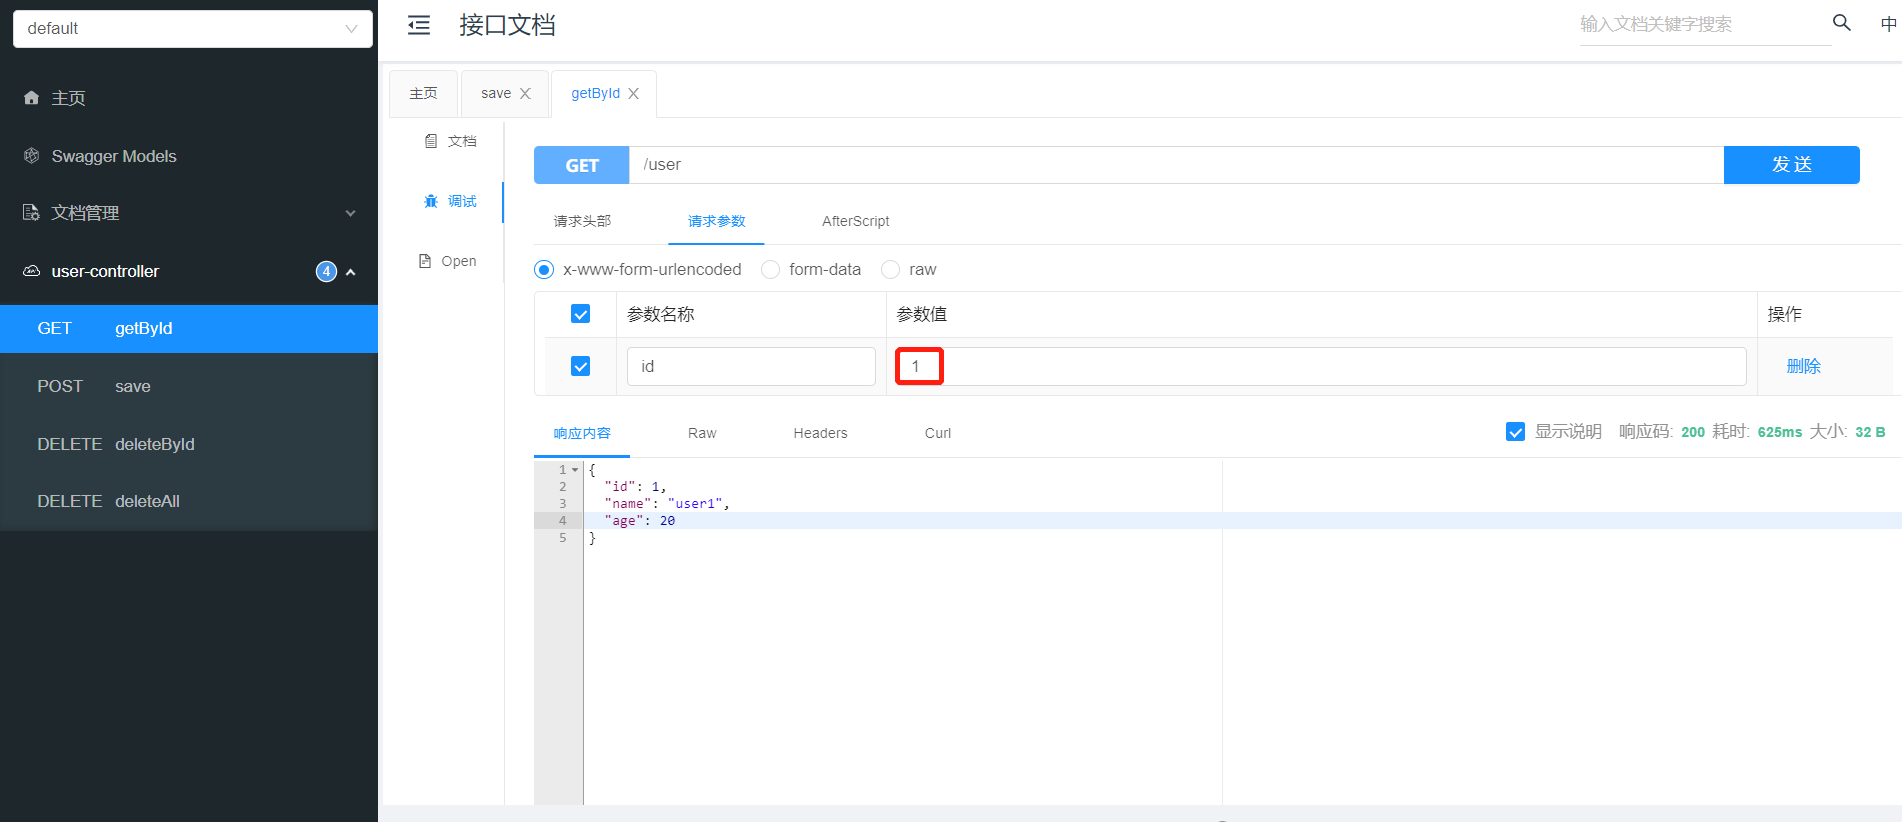 default
主页
Swagger Models
文档管理
user-controller
4
GET getById
POST save
DELETE deleteById
DELETE deleteAll
接口文档
输入文档关键字搜索
中
主页
save
getById
文档
调试
Open
GET /user 发 送
请求头部 请求参数 AfterScript
x-www-form-urlencoded form-data raw
参数名称 参数值 操作
id 1 删除
响应内容 Raw Headers Curl
显示说明 响应码: 200 耗时: 625ms 大小: 32 B
1 {
2 "id": 1,
3 "name": "user1",
4 "age": 20
5 }